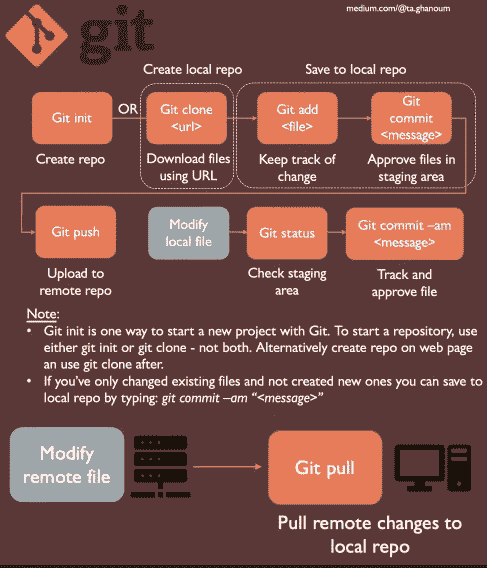 medium.com/@ta.ghanoum
git
Create local repo
Save to local repo
Git init
OR
Git clone
<url>
Git add
<file>
Git
commit
<message>
Create repo
Download files
using URL
Keep track of
change
Approve files in
staging area
Git push
Modify
local file
Git status
Git commit –am
<message>
Upload to
remote repo
Check staging
area
Track and
approve file
Note:
• Git init is one way to start a new project with Git. To start a repository, use
either git init or git clone - not both. Alternatively create repo on web page
an use git clone after.
• If you've only changed existing files and not created new ones you can save to
local repo by typing: git commit –am “<message>”
Modify
remote file
Git pull
Pull remote changes to
local repo